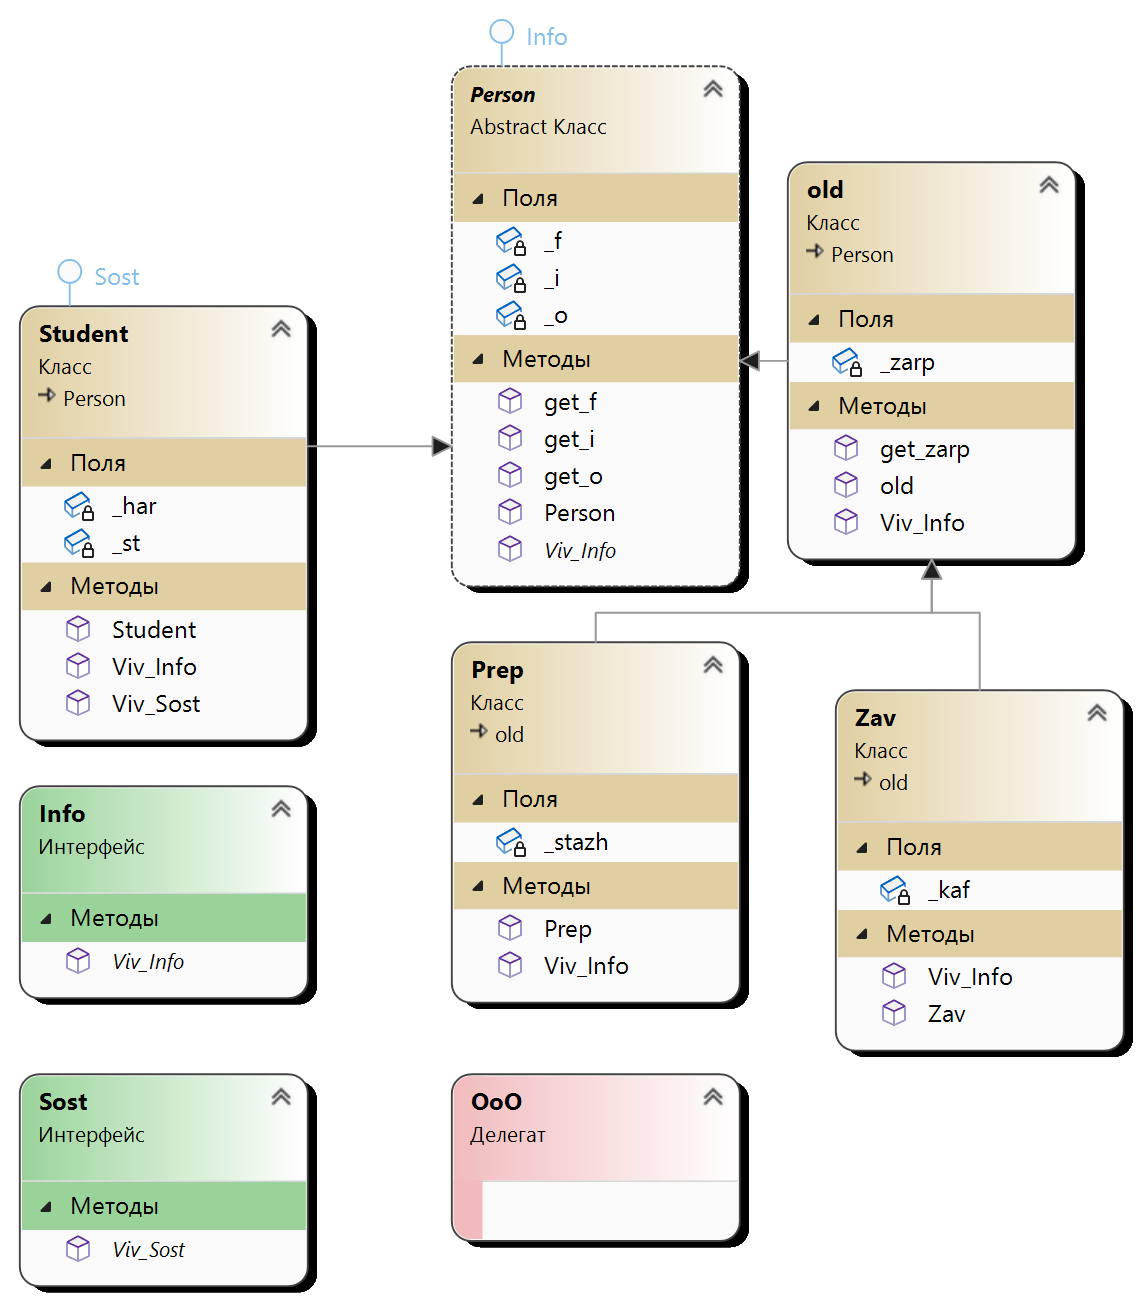 Info
Person
Abstract Класс
Поля
_f
_i
_o
Методы
get_f
get_i
get_o
Person
Viv_Info
old
Класс
Person
Поля
_zarp
Методы
get_zarp
old
Viv_Info
Sost
Student
Класс
Person
Поля
_har
_st
Методы
Student
Viv_Info
Viv_Sost
Prep
Класс
old
Поля
_stazh
Методы
Prep
Viv_Info
Zav
Класс
old
Поля
_kaf
Методы
Viv_Info
Zav
Info
Интерфейс
Методы
Viv_Info
Sost
Интерфейс
Методы
Viv_Sost
OoO
Делегат